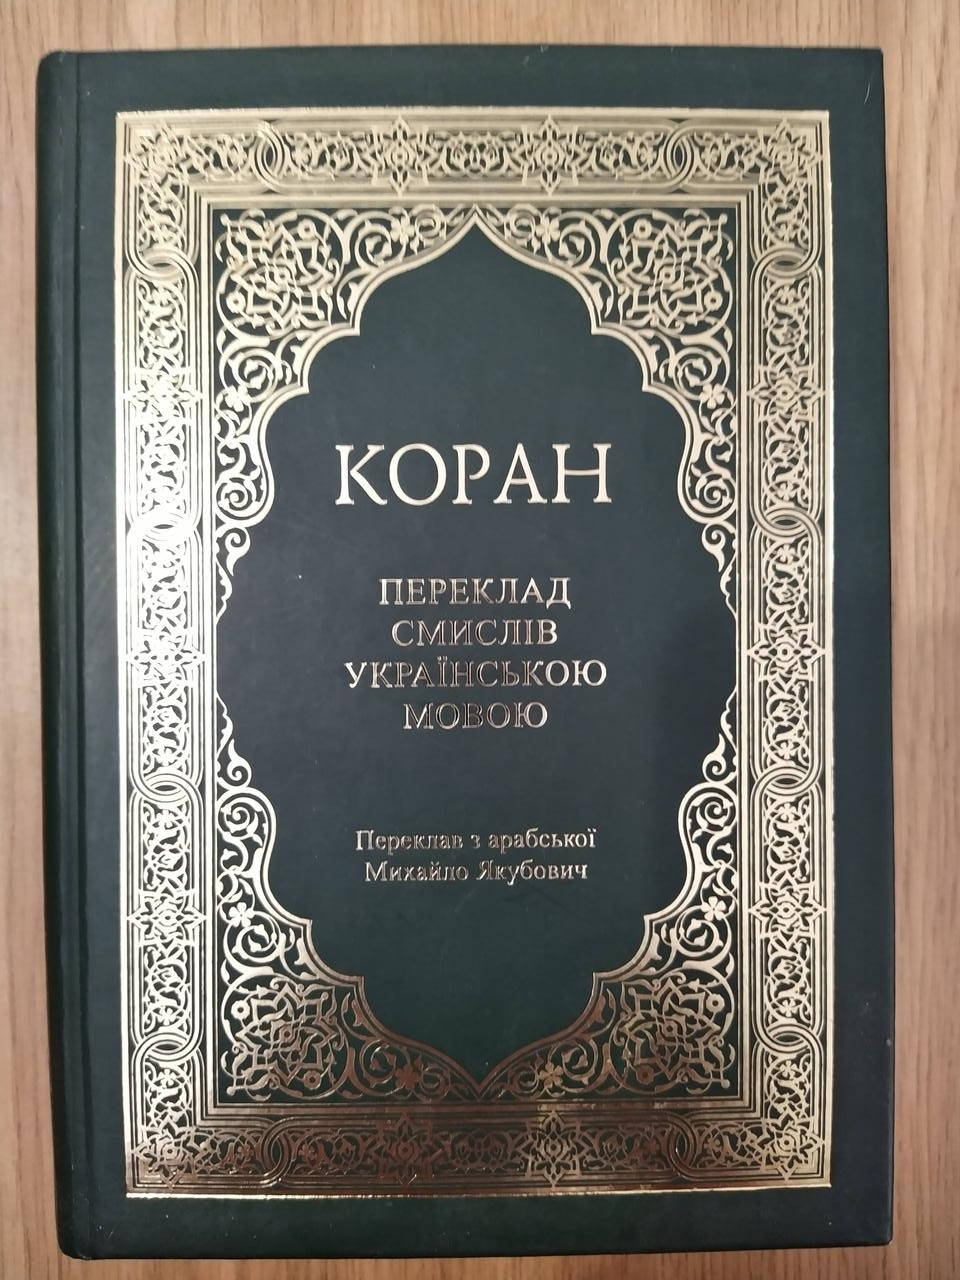 КОРАН
ПЕРЕКЛАД
СМИСЛІВ
УКРАЇНСЬКОЮ
МОВОЮ
Переклав з арабської
Михайло Якубович